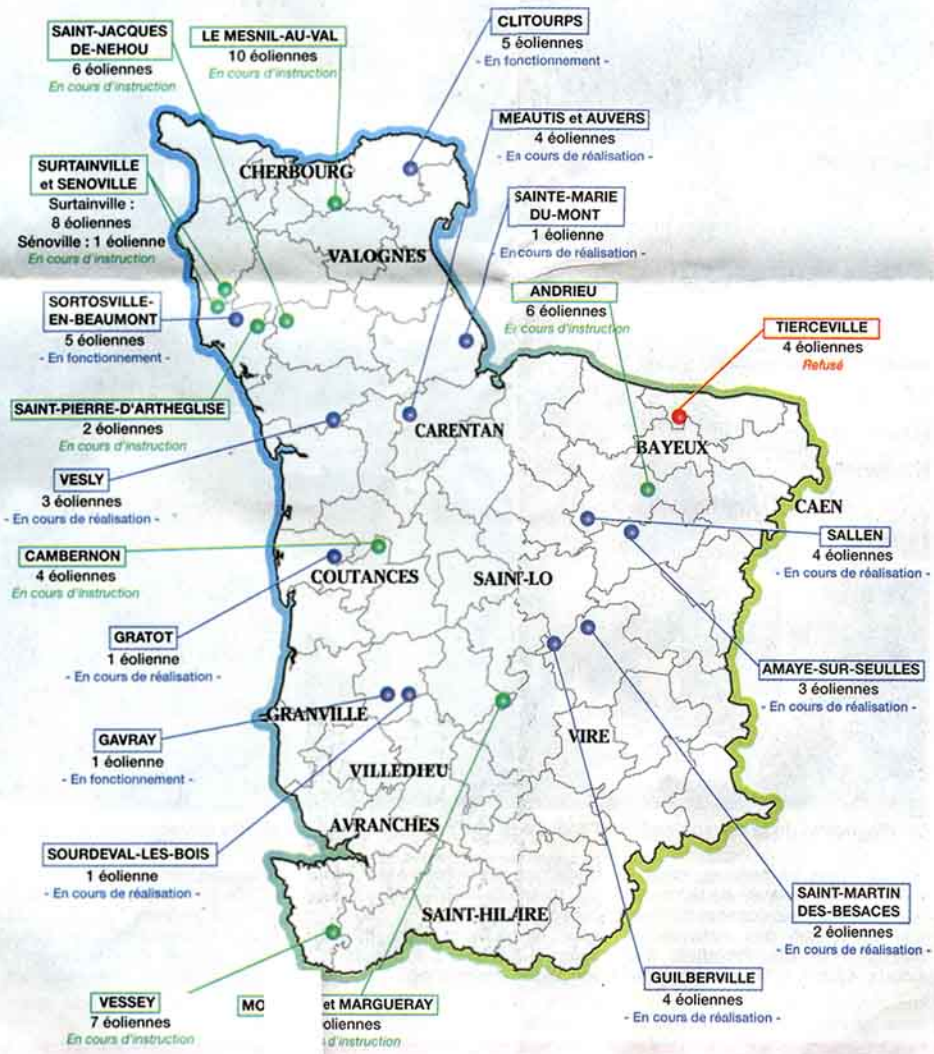 SAINT-JACQUES
DE-NEHOU
6 éoliennes
En cours d'instruction
LE MESNIL-AU-VAL
10 éoliennes
En cours d'instruction
CLITOURPS
5 éoliennes
- En fonctionnement -
MEAUTIS et AUVERS
4 éoliennes
- En cours de réalisation -
SURTAINVILLE
et SENOVILLE
Surtainville :
8 éoliennes
Sénoville : 1 éolienne
En cours d'instruction
CHERBOURG
SAINTE-MARIE
DU-MONT
1 éolienne
- En cours de réalisation -
VALOGNES
ANDRIEU
6 éoliennes
En cours d'instruction
SORTOSVILLE-
EN-BEAUMONT
5 éoliennes
- En fonctionnement -
TIERCEVILLE
4 éoliennes
Refusé
SAINT-PIERRE-D'ARTHEGLISE
2 éoliennes
En cours d'instruction
CARENTAN
BAYEUX
VESLY
3 éoliennes
- En cours de réalisation -
CAEN
SALLEN
4 éoliennes
- En cours de réalisation -
CAMBERNON
4 éoliennes
En cours d'instruction
COUTANCES
SAINT-LO
GRATOT
1 éolienne
- En cours de réalisation -
AMAYE-SUR-SEULLES
3 éoliennes
- En cours de réalisation -
GRANVILLE
GAVRAY
1 éolienne
- En fonctionnement -
VIRE
VILLEDIEU
AVRANCHES
SOURDEVAL-LES-BOIS
1 éolienne
- En cours de réalisation -
SAINT-HILAIRE
SAINT-MARTIN
DES-BESACES
2 éoliennes
- En cours de réalisation -
GUILBERVILLE
4 éoliennes
- En cours de réalisation -
VESSEY
7 éoliennes
En cours d'instruction
et MARGUERAY
oliennes
d'instruction